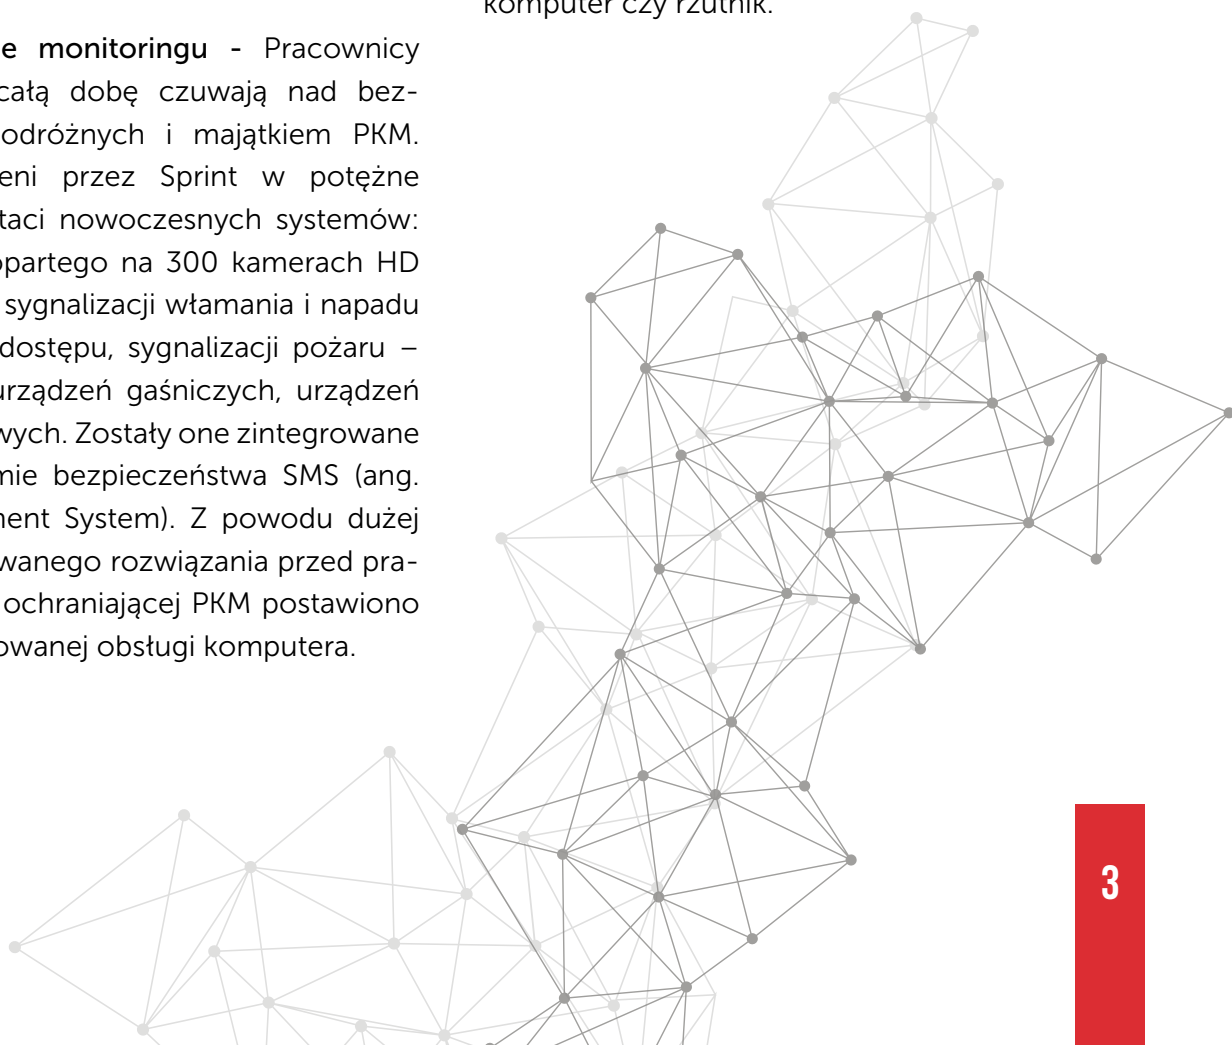 e monitoringu - Pracownicy
całą dobę czuwają nad bez-
odróżnych i majątkiem PKM.
eni przez Sprint w potężne
taci nowoczesnych systemów:
opartego na 300 kamerach HD
sygnalizacji włamania i napadu
dostępu, sygnalizacji pożaru –
urządzeń gaśniczych, urządzeń
wych. Zostały one zintegrowane
mie bezpieczeństwa SMS (ang.
ent System). Z powodu dużej
wanego rozwiązania przed pra-
ochraniającej PKM postawiono
owanej obsługi komputera.
komputer czy rzutnik.
3